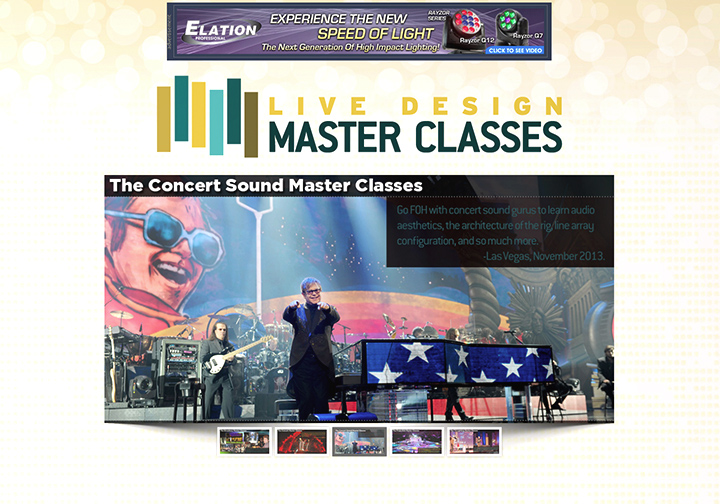 EXPERIENCE THE NEW
SPEED OF LIGHT
The Next Generation Of High Impact Lighting!
ELATION
PROFESSIONAL
RAYZOR
SERIES
Rayzor Q12
Rayzor Q7
CLICK TO SEE VIDEO
LIVE DESIGN
MASTER CLASSES
The Concert Sound Master Classes
Go FOH with concert sound gurus to learn audio
aesthetics, the architecture of the rig/line array
configuration, and so much more.
-Las Vegas, November 2013.